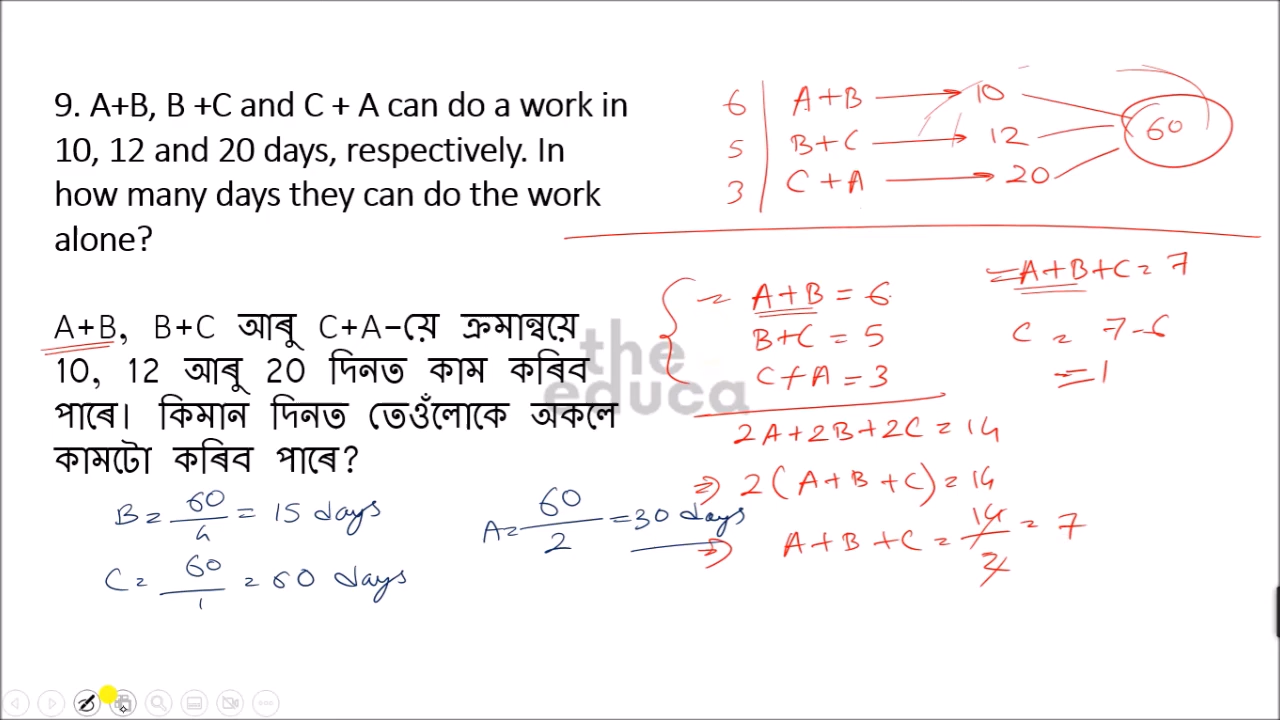 9. A+B, B +C and C + A can do a work in
10, 12 and 20 days, respectively. In
how many days they can do the work
alone?
A+B, B+C আৰু C+A-য়ে ক্ৰমান্বয়ে
10, 12 আৰু 20 দিনত কাম কৰিব
পাৰে। কিমান দিনত তেওঁলোকে অকলে
কামটো কৰিব পাৰে?
B = 60/4 = 15 days
C = 60/1 = 60 days
A = 60/2 = 30 days
6 | A+B → 10
5 | B+C → 12
3 | C+A → 20
60
A+B = 6
B+C = 5
C+A = 3
2A+2B+2C = 14
⇒ 2(A+B+C) = 14
⇒ A+B+C = 14/2 = 7
A+B+C = 7
C = 7-6
= 1
the
educa